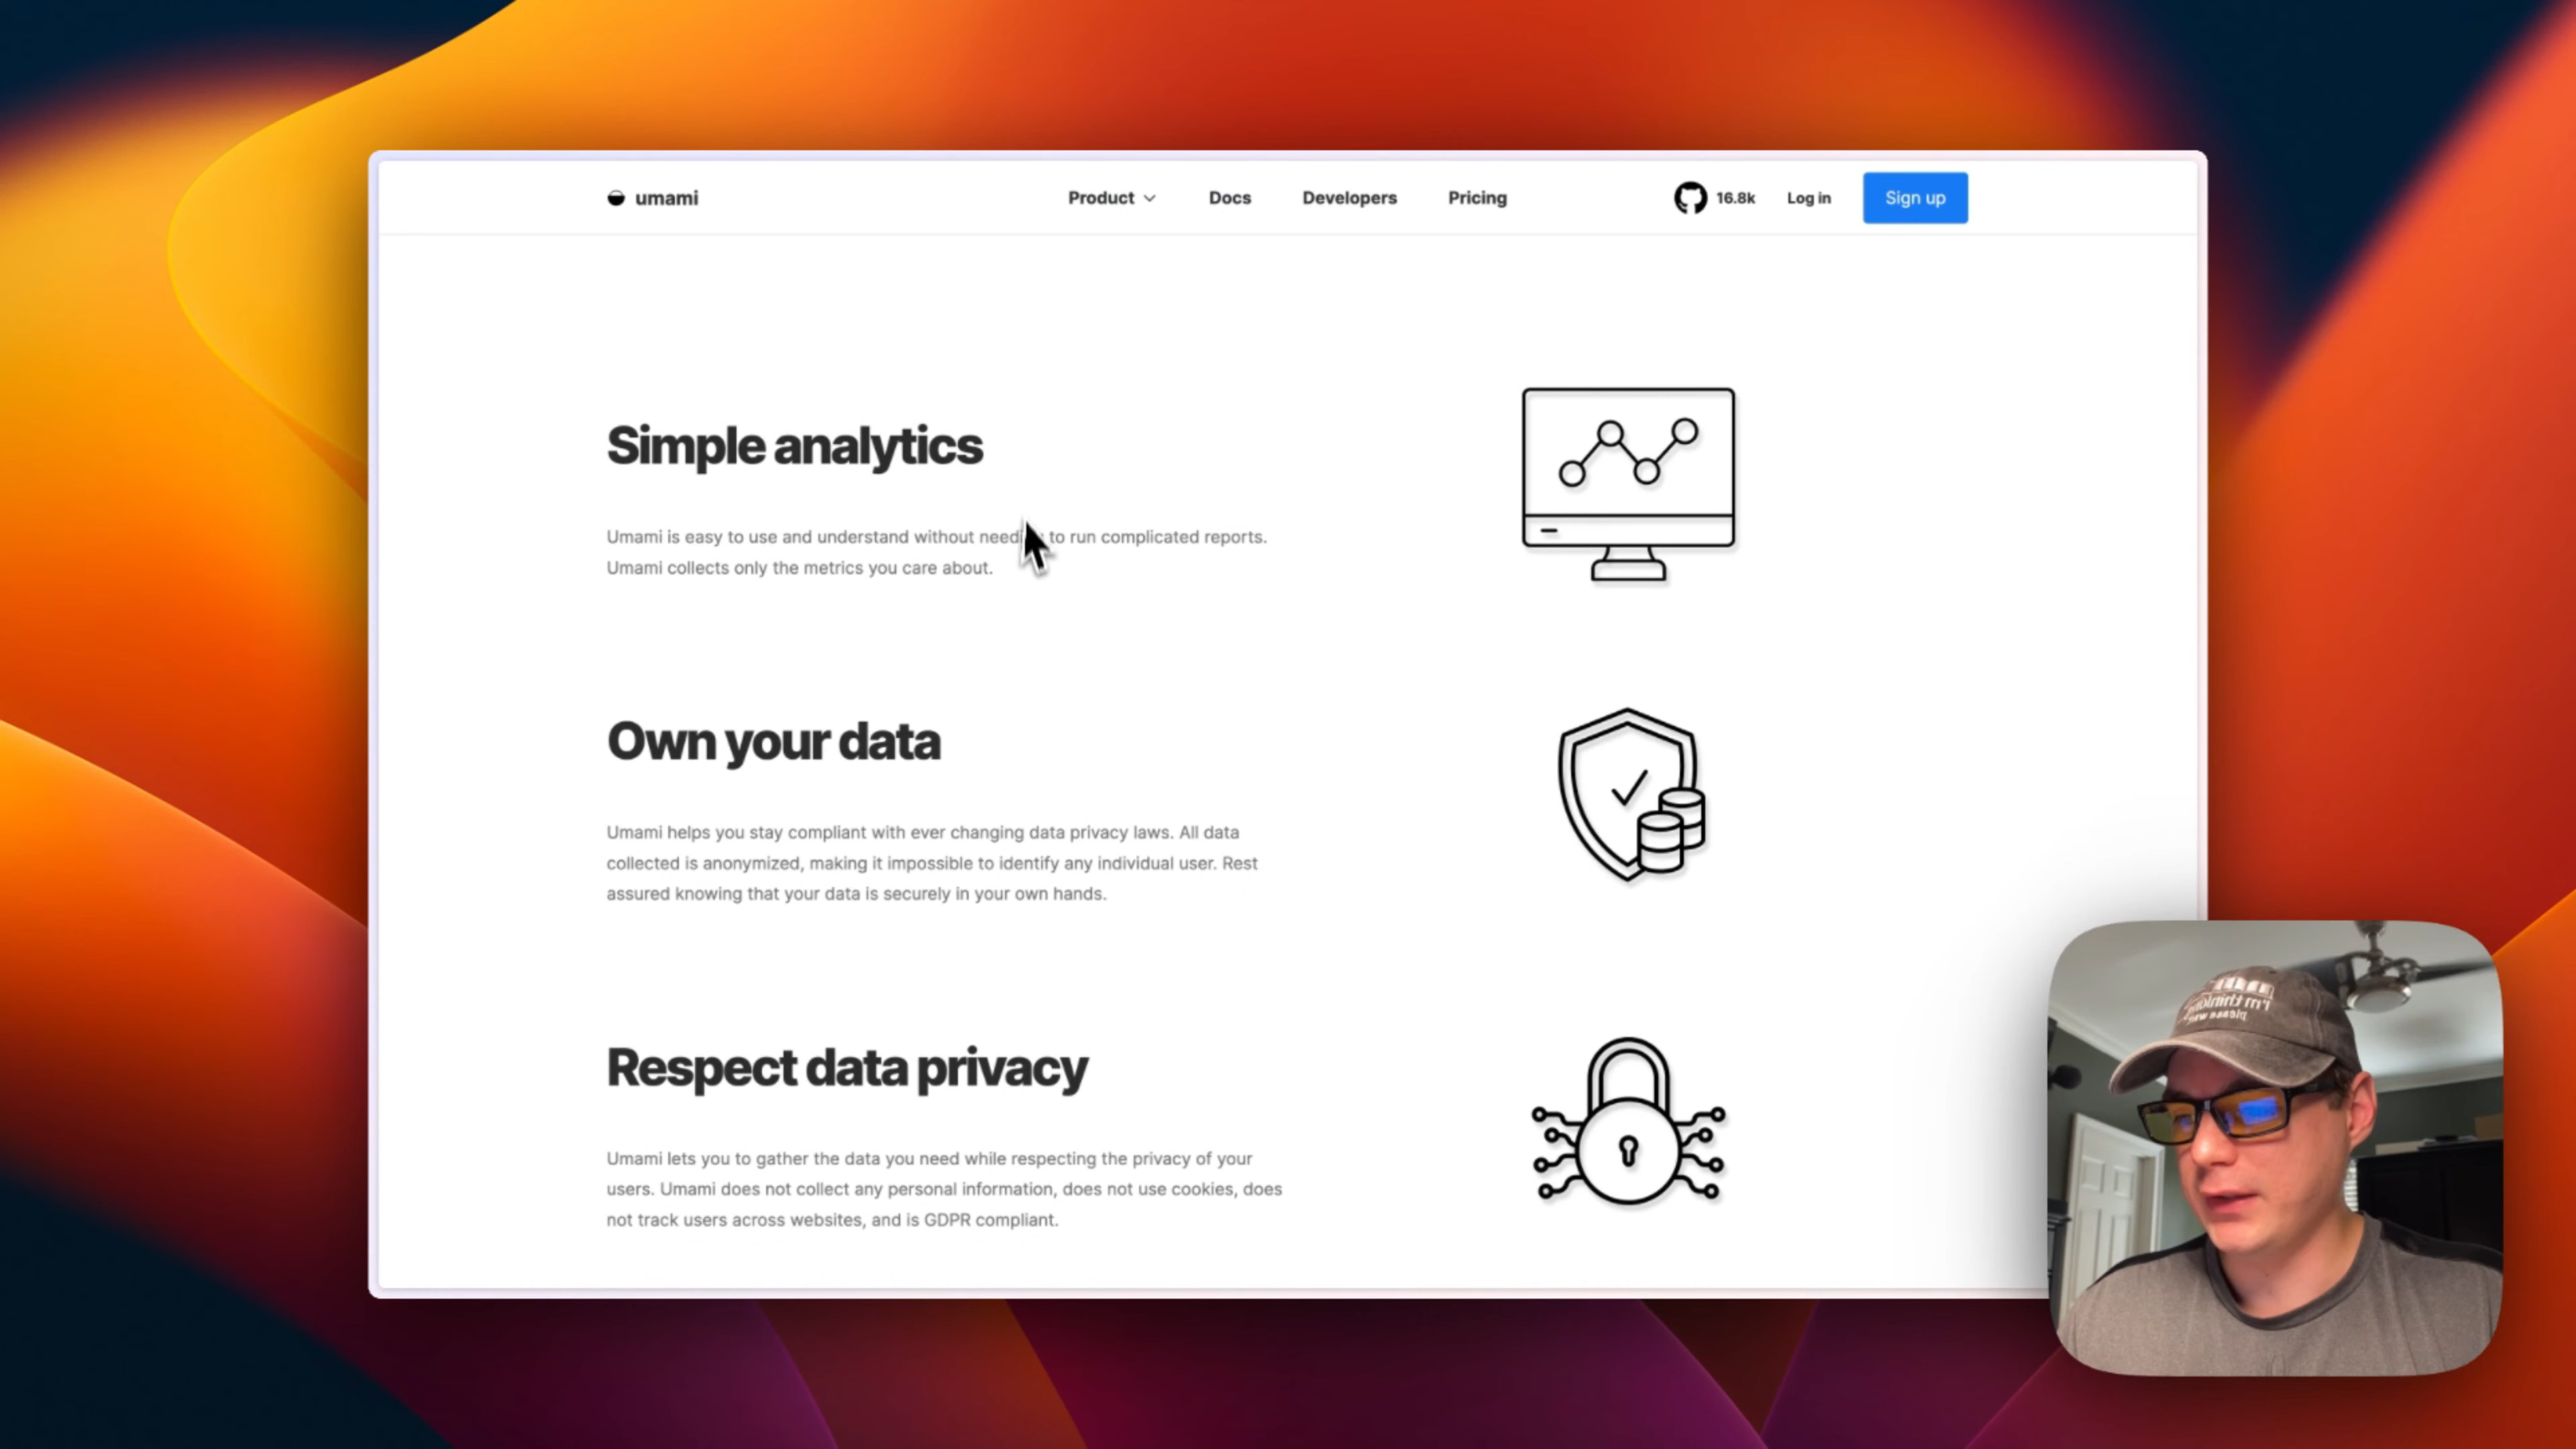 umami
Product
Docs
Developers
Pricing
16.8k
Log in
Sign up
Simple analytics
Umami is easy to use and understand without to run complicated reports.
Umami collects only the metrics you care about.
Own your data
Umami helps you stay compliant with ever changing data privacy laws. All data
collected is anonymized, making it impossible to identify any individual user. Rest
assured knowing that your data is securely in your own hands.
Respect data privacy
Umami lets you to gather the data you need while respecting the privacy of your
users. Umami does not collect any personal information, does not use cookies, does
not track users across websites, and is GDPR compliant.